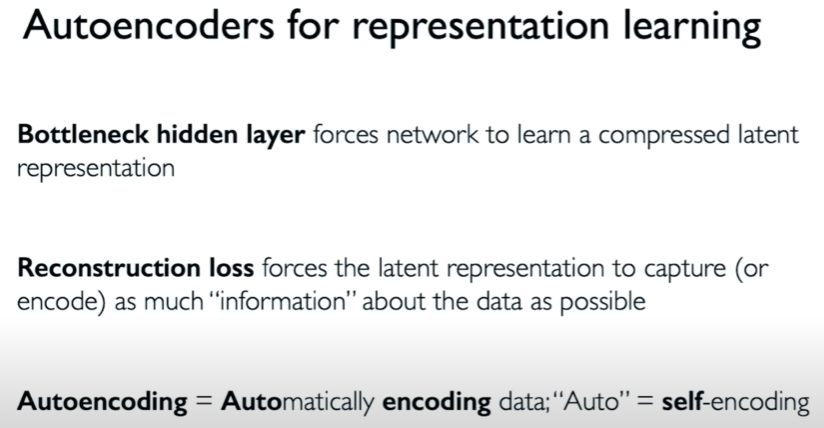 Autoencoders for representation learning
Bottleneck hidden layer forces network to learn a compressed latent
representation
Reconstruction loss forces the latent representation to capture (or
encode) as much “information” about the data as possible
Autoencoding = Automatically encoding data; “Auto” = self-encoding